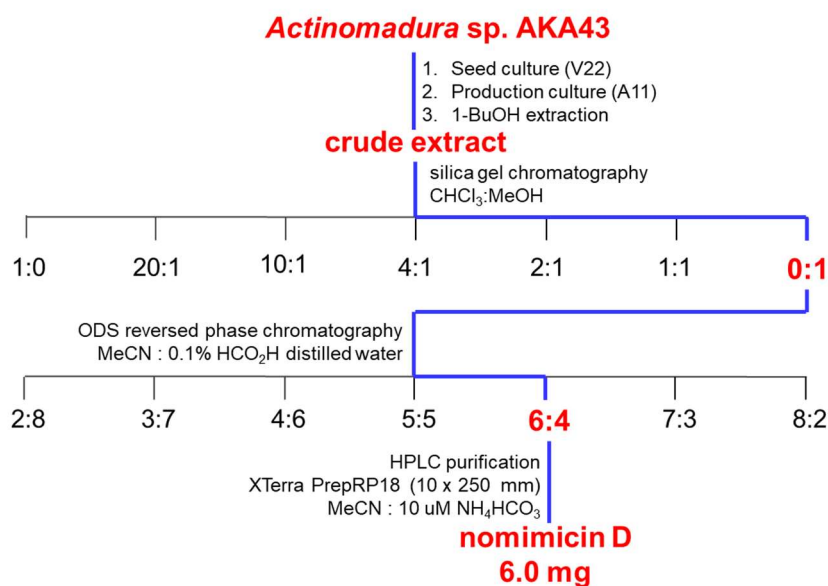 Actinomadura sp. AKA43
1. Seed culture (V22)
2. Production culture (A11)
3. 1-BuOH extraction
crude extract
silica gel chromatography
CHCl₃:MeOH
1:0 20:1 10:1 4:1 2:1 1:1 0:1
ODS reversed phase chromatography
MeCN : 0.1% HCO₂H distilled water
2:8 3:7 4:6 5:5 6:4 7:3 8:2
HPLC purification
XTerra PrepRP18 (10 x 250 mm)
MeCN : 10 uM NH₄HCO₃
nomimicin D
6.0 mg